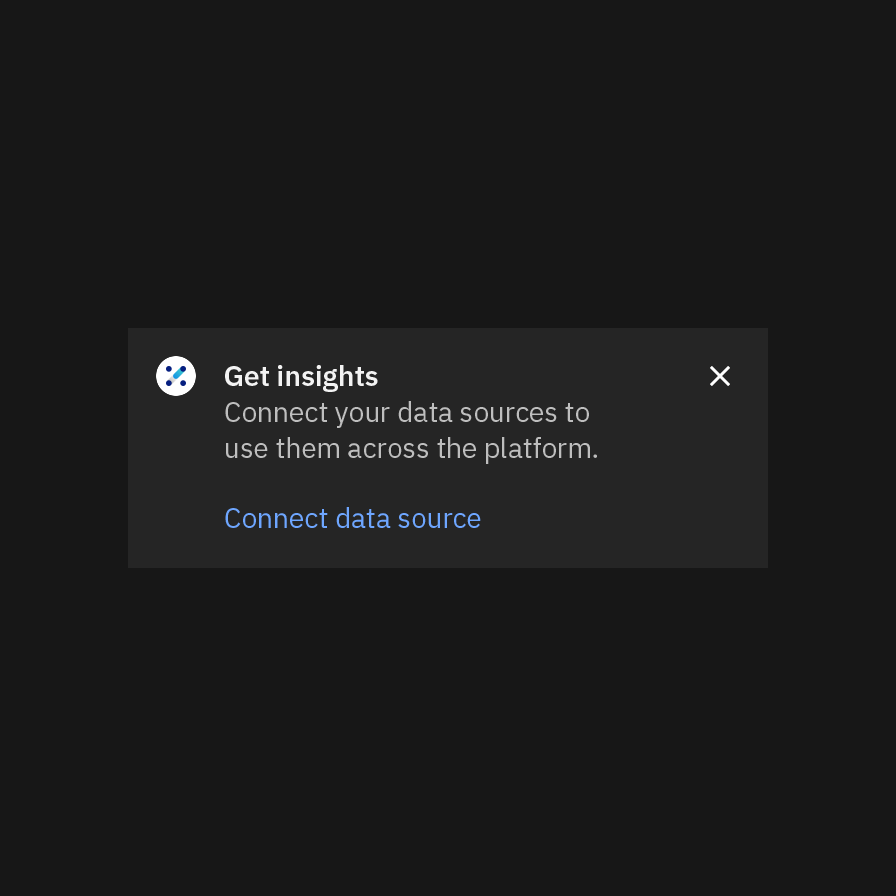 Get insights
Connect your data sources to
use them across the platform.
Connect data source